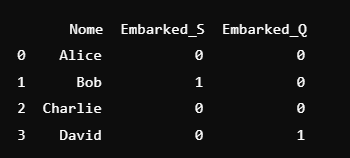 Nome Embarked_S Embarked_Q
0 Alice 0 0
1 Bob 1 0
2 Charlie 0 0
3 David 0 1